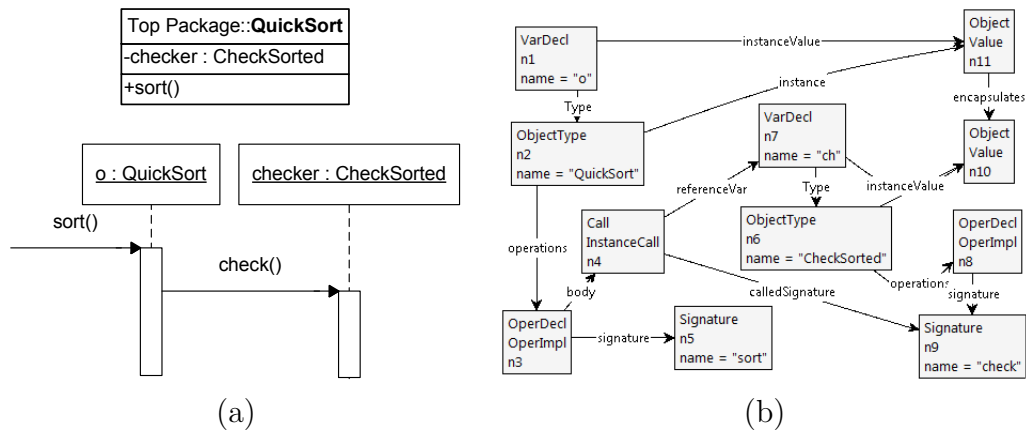 Top Package::QuickSort
-checker : CheckSorted
+sort()
o : QuickSort
checker : CheckSorted
sort()
check()
(a)
VarDecl
n1
name = "o"
instanceValue
Object
Value
n11
instance
Type
encapsulates
ObjectType
n2
name = "QuickSort"
VarDecl
n7
name = "ch"
Object
Value
n10
referenceVar
Type
instanceValue
Call
InstanceCall
n4
ObjectType
n6
name = "CheckSorted"
OperDecl
OperImpl
n8
operations
body
calledSignature
operations
signature
OperDecl
OperImpl
n3
signature
Signature
n5
name = "sort"
Signature
n9
name = "check"
(b)